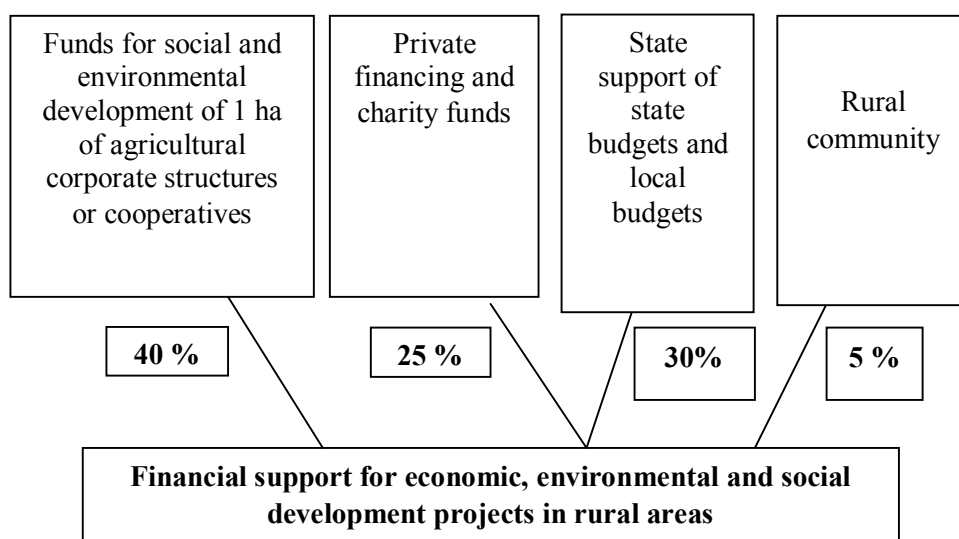 Funds for social and
environmental
development of 1 ha
of agricultural
corporate structures
or cooperatives
Private
financing and
charity funds
State
support of
state
budgets and
local
budgets
Rural
community
40 %
25 %
30%
5 %
Financial support for economic, environmental and social
development projects in rural areas